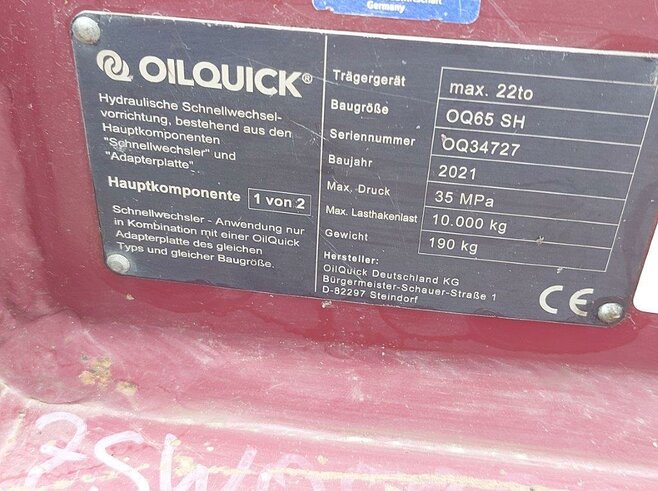 Germany
OILQUICK®
Hydraulische Schnellwechsel-
vorrichtung, bestehend aus den
Hauptkomponenten
"Schnellwechsler" und
"Adapterplatte".
Hauptkomponente 1 von 2
Schnellwechsler - Anwendung nur
in Kombination mit einer OilQuick
Adapterplatte des gleichen
Typs und gleicher Baugröße.
Trägergerät max. 22to
Baugröße OQ65 SH
Seriennummer OQ34727
Baujahr 2021
Max. Druck 35 MPa
Max. Lasthakenlast 10.000 kg
Gewicht 190 kg
Hersteller:
OilQuick Deutschland KG
Bürgermeister-Schauer-Straße 1
D-82297 Steindorf
CE